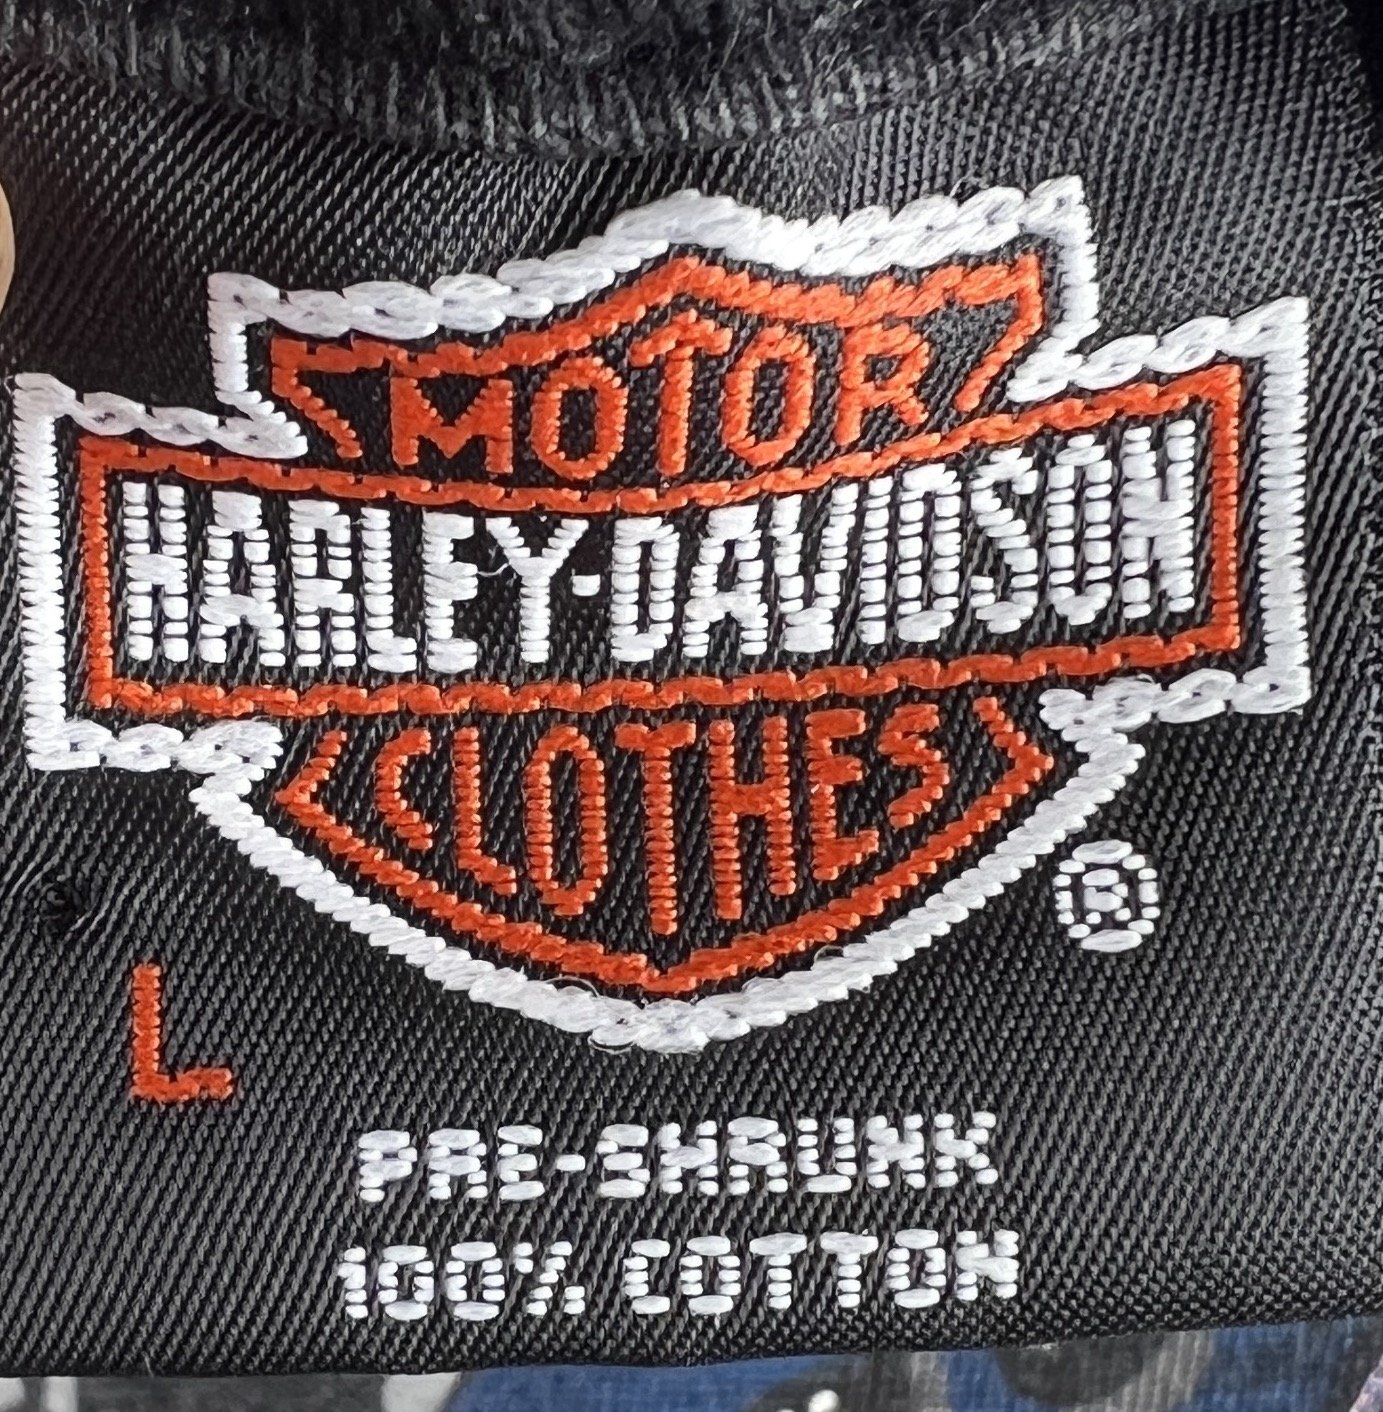 MOTOR
HARLEY-DAVIDSON
CLOTHES
®
L
PRE-SHRUNK
100% COTTON